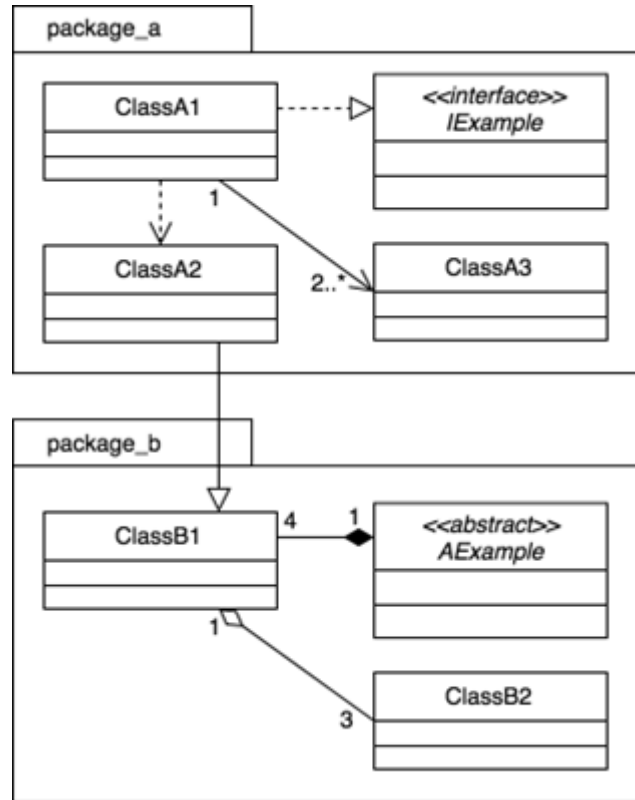 package_a
ClassA1
<<interface>>
IExample
1
ClassA2
2..*
ClassA3
package_b
ClassB1
4
1
<<abstract>>
AExample
1
ClassB2
3